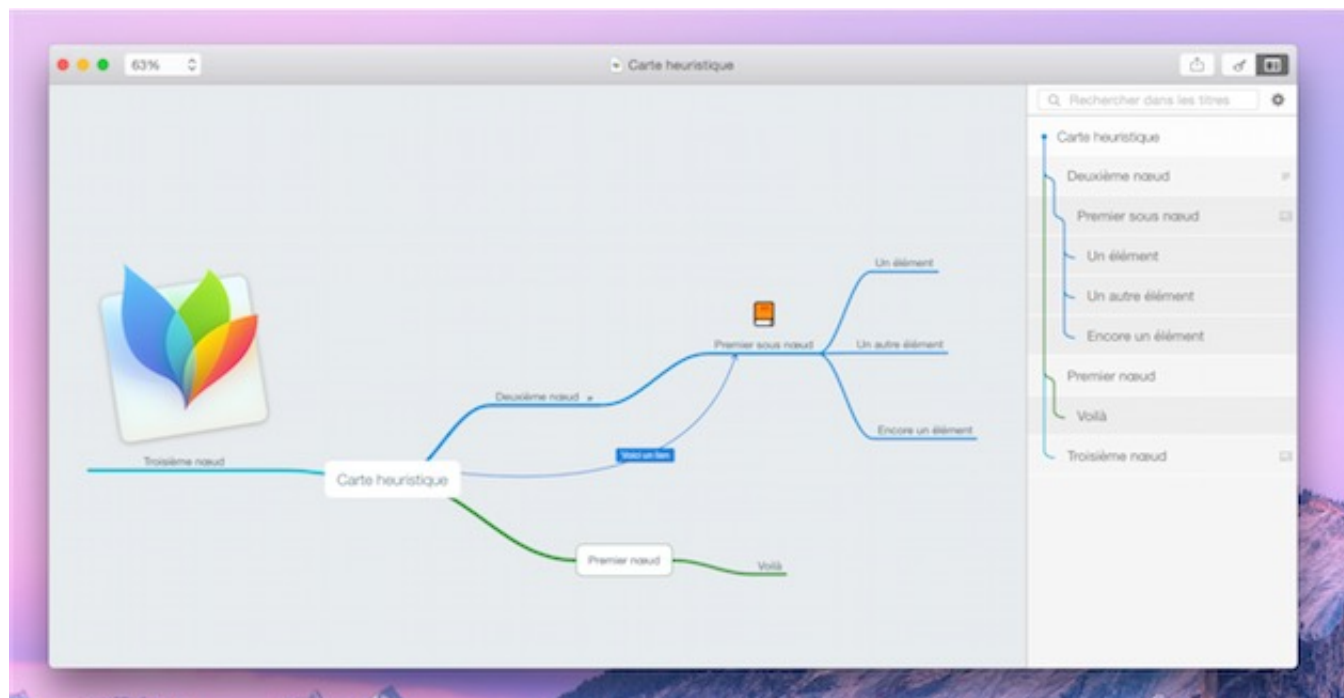 63%
Carte heuristique
Rechercher dans les titres
Carte heuristique
Deuxième nœud
Premier sous nœud
Un élément
Un autre élément
Encore un élément
Premier nœud
Voilà
Troisième nœud
Un élément
Premier sous nœud
Un autre élément
Deuxième nœud
Encore un élément
Voici un lien
Troisième nœud
Carte heuristique
Premier nœud
Voilà